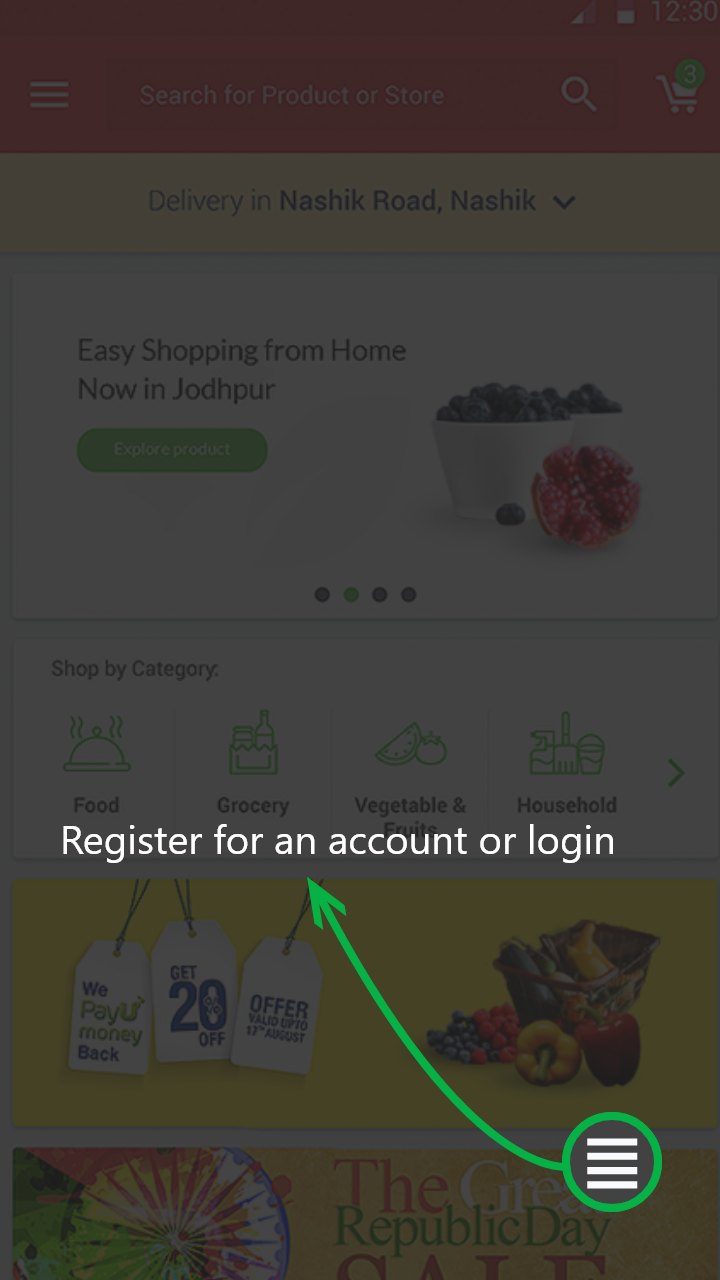 12:30
Search for Product or Store
3
Delivery in Nashik Road, Nashik
Easy Shopping from Home
Now in Jodhpur
Explore product
Shop by Category:
Food
Grocery
Vegetable &
Fruits
Household
Register for an account or login
We
PayU
money
Back
GET
20%
OFF
OFFER
VALID UPTO
17TH AUGUST
The Great
Republic Day
SALE